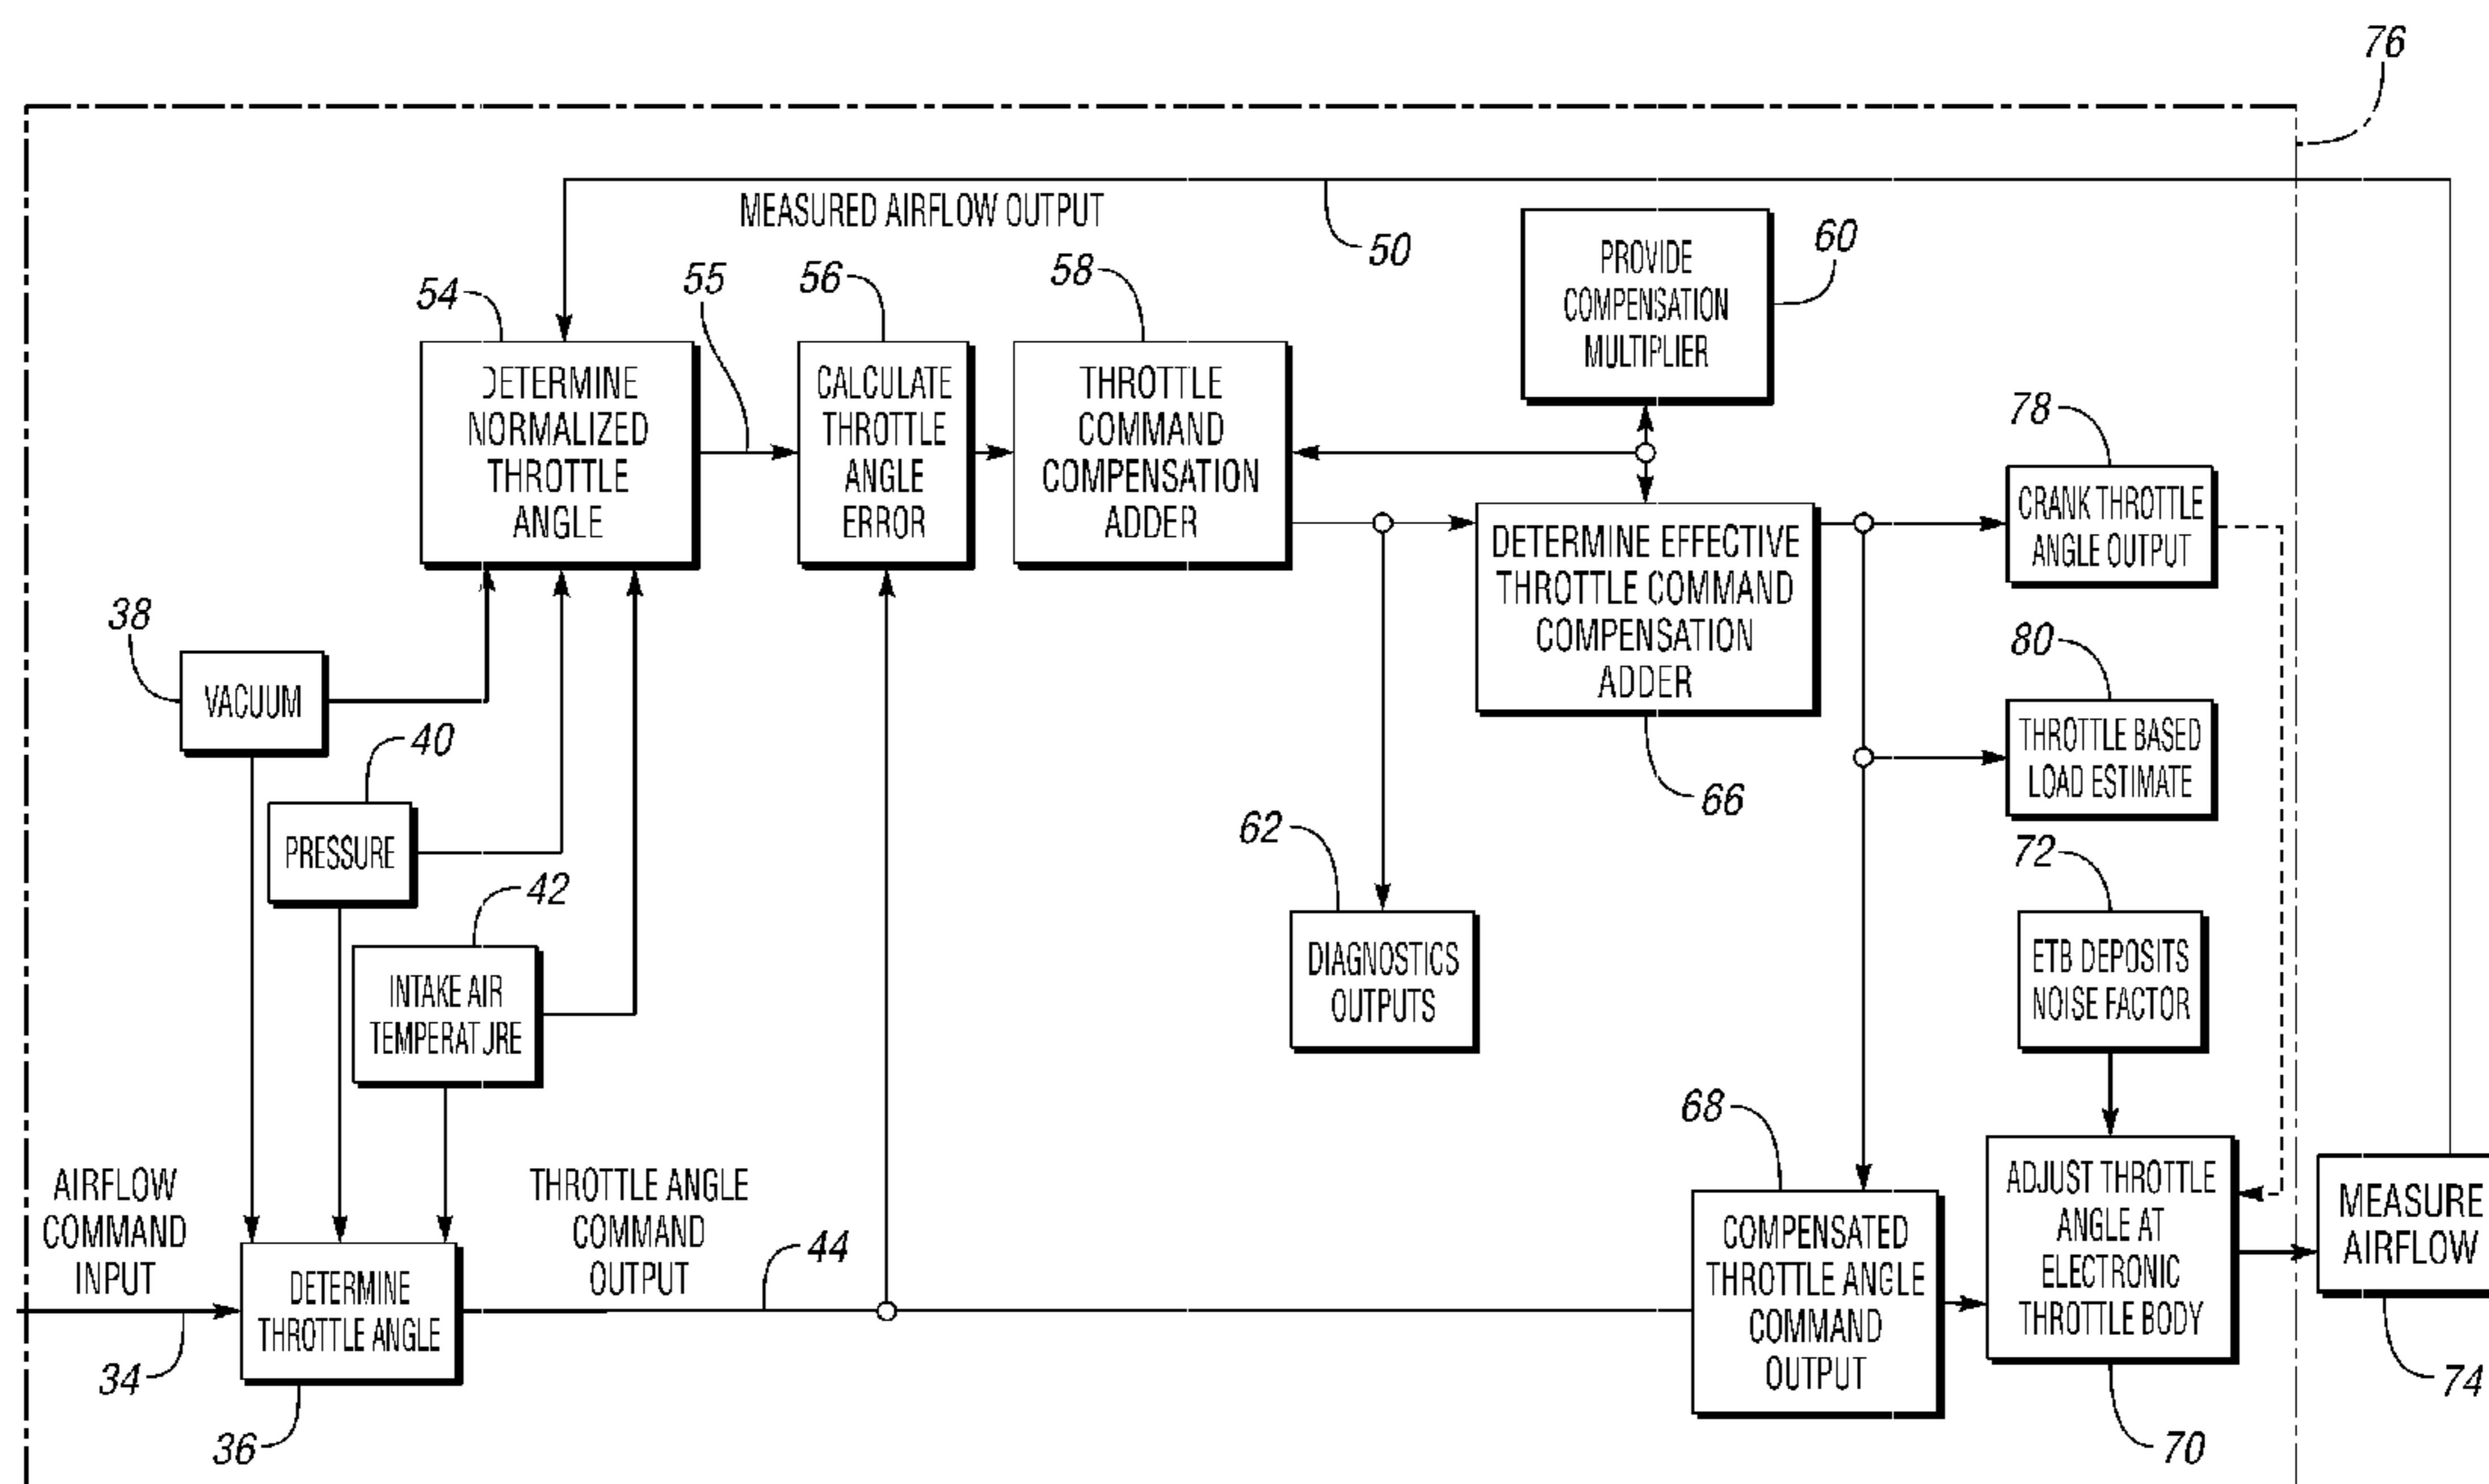 76
MEASURED AIRFLOW OUTPUT
50
54
55
56
58
60
PROVIDE
COMPENSATION
MULTIPLIER
DETERMINE
NORMALIZED
THROTTLE
ANGLE
CALCULATE
THROTTLE
ANGLE
ERROR
THROTTLE
COMMAND
COMPENSATION
ADDER
78
CRANK THROTTLE
ANGLE OUTPUT
DETERMINE EFFECTIVE
THROTTLE COMMAND
COMPENSATION
ADDER
66
38
VACUUM
40
PRESSURE
42
INTAKE AIR
TEMPERATURE
80
THROTTLE BASED
LOAD ESTIMATE
62
DIAGNOSTICS
OUTPUTS
72
ETB DEPOSITS
NOISE FACTOR
AIRFLOW
COMMAND
INPUT
34
DETERMINE
THROTTLE ANGLE
36
THROTTLE ANGLE
COMMAND
OUTPUT
44
68
COMPENSATED
THROTTLE ANGLE
COMMAND
OUTPUT
ADJUST THROTTLE
ANGLE AT
ELECTRONIC
THROTTLE BODY
70
MEASURE
AIRFLOW
74